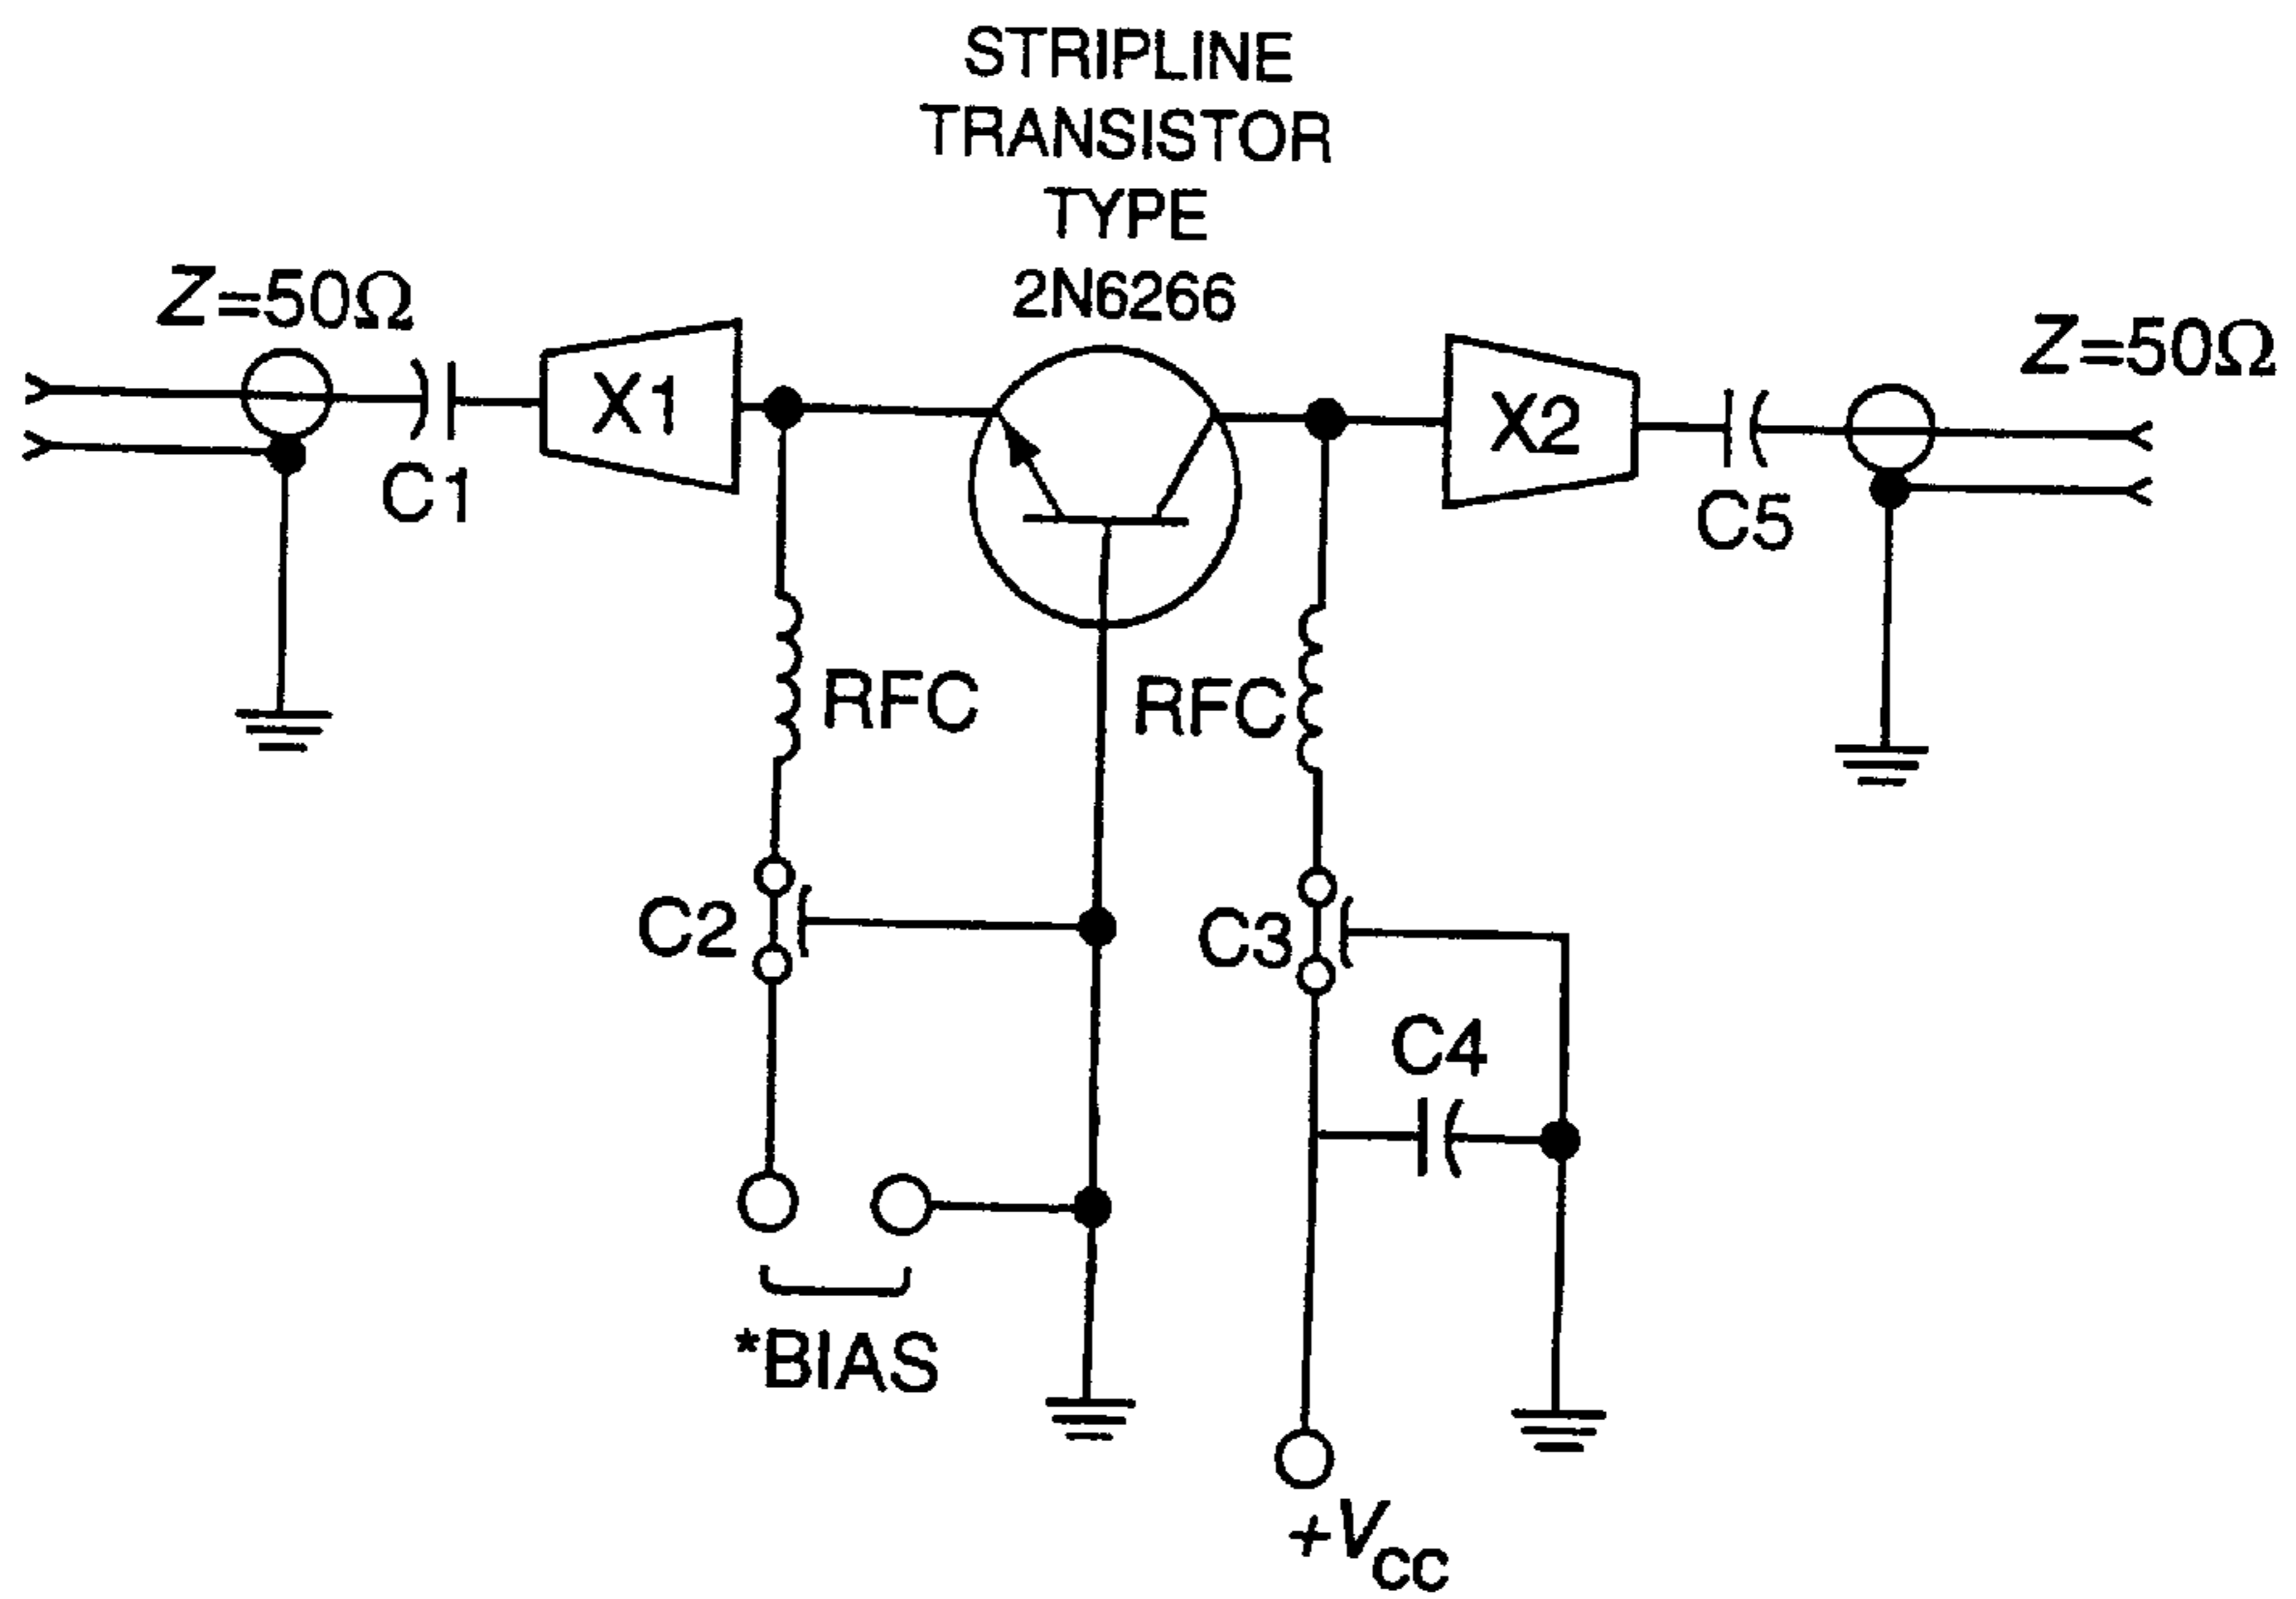 STRIPLINE
TRANSISTOR
TYPE
2N6266
Z=50Ω
Z=50Ω
X1
X2
C1
C5
RFC
RFC
C2
C3
C4
*BIAS
+VCC